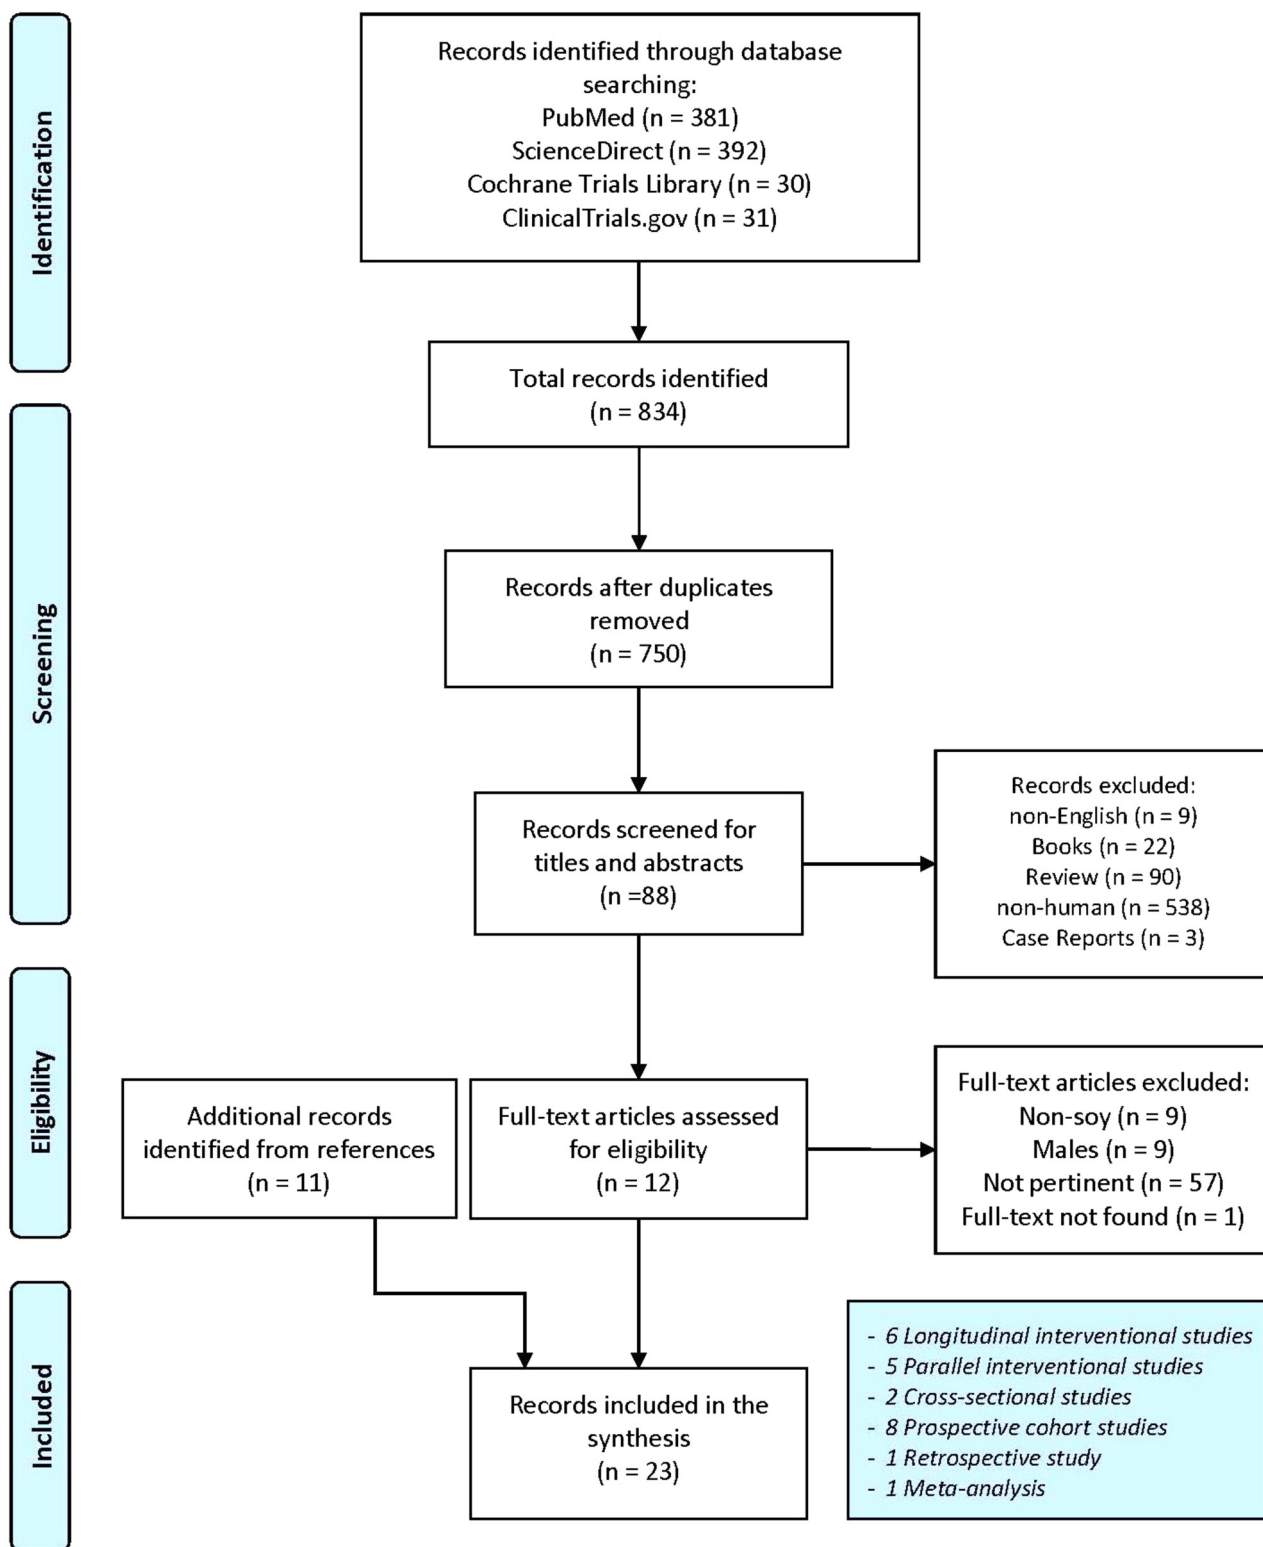 Identification
Records identified through database
searching:
PubMed (n = 381)
ScienceDirect (n = 392)
Cochrane Trials Library (n = 30)
ClinicalTrials.gov (n = 31)
Total records identified
(n = 834)
Screening
Records after duplicates
removed
(n = 750)
Records screened for
titles and abstracts
(n =88)
Records excluded:
non-English (n = 9)
Books (n = 22)
Review (n = 90)
non-human (n = 538)
Case Reports (n = 3)
Eligibility
Additional records
identified from references
(n = 11)
Full-text articles assessed
for eligibility
(n = 12)
Full-text articles excluded:
Non-soy (n = 9)
Males (n = 9)
Not pertinent (n = 57)
Full-text not found (n = 1)
Included
Records included in the
synthesis
(n = 23)
- 6 Longitudinal interventional studies
- 5 Parallel interventional studies
- 2 Cross-sectional studies
- 8 Prospective cohort studies
- 1 Retrospective study
- 1 Meta-analysis